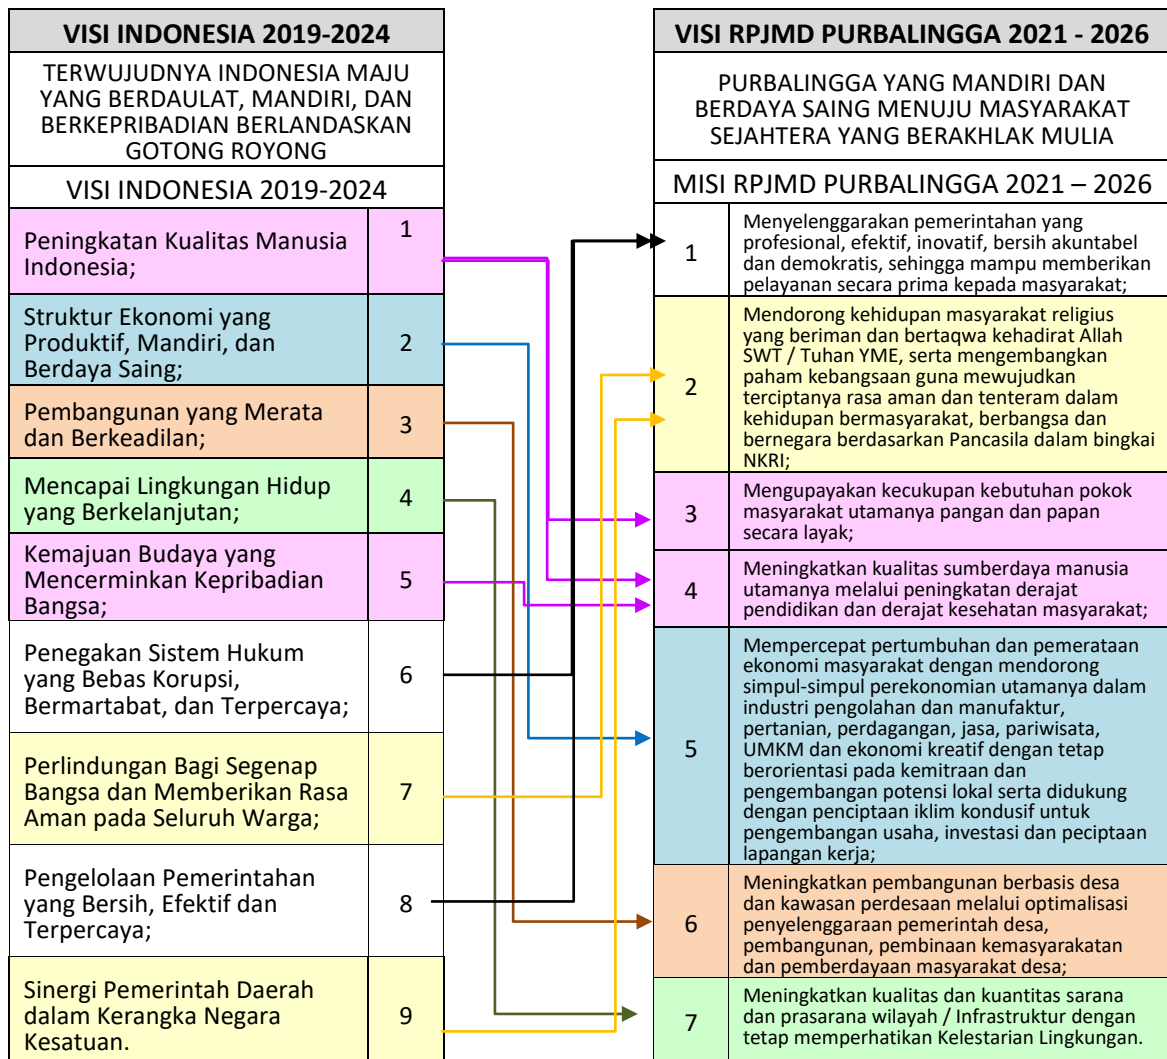 VISI INDONESIA 2019-2024
TERWUJUDNYA INDONESIA MAJU
YANG BERDAULAT, MANDIRI, DAN
BERKEPRIBADIAN BERLANDASKAN
GOTONG ROYONG
VISI INDONESIA 2019-2024
Peningkatan Kualitas Manusia
Indonesia;
1
Struktur Ekonomi yang
Produktif, Mandiri, dan
Berdaya Saing;
2
Pembangunan yang Merata
dan Berkeadilan;
3
Mencapai Lingkungan Hidup
yang Berkelanjutan;
4
Kemajuan Budaya yang
Mencerminkan Kepribadian
Bangsa;
5
Penegakan Sistem Hukum
yang Bebas Korupsi,
Bermartabat, dan Terpercaya;
6
Perlindungan Bagi Segenap
Bangsa dan Memberikan Rasa
Aman pada Seluruh Warga;
7
Pengelolaan Pemerintahan
yang Bersih, Efektif dan
Terpercaya;
8
Sinergi Pemerintah Daerah
dalam Kerangka Negara
Kesatuan.
9
VISI RPJMD PURBALINGGA 2021 - 2026
PURBALINGGA YANG MANDIRI DAN
BERDAYA SAING MENUJU MASYARAKAT
SEJAHTERA YANG BERAKHLAK MULIA
MISI RPJMD PURBALINGGA 2021 – 2026
1
Menyelenggarakan pemerintahan yang
profesional, efektif, inovatif, bersih akuntabel
dan demokratis, sehingga mampu memberikan
pelayanan secara prima kepada masyarakat;
2
Mendorong kehidupan masyarakat religius
yang beriman dan bertaqwa kehadirat Allah
SWT / Tuhan YME, serta mengembangkan
paham kebangsaan guna mewujudkan
terciptanya rasa aman dan tenteram dalam
kehidupan bermasyarakat, berbangsa dan
bernegara berdasarkan Pancasila dalam bingkai
NKRI;
3
Mengupayakan kecukupan kebutuhan pokok
masyarakat utamanya pangan dan papan
secara layak;
4
Meningkatkan kualitas sumberdaya manusia
utamanya melalui peningkatan derajat
pendidikan dan derajat kesehatan masyarakat;
5
Mempercepat pertumbuhan dan pemerataan
ekonomi masyarakat dengan mendorong
simpul-simpul perekonomian utamanya dalam
industri pengolahan dan manufaktur,
pertanian, perdagangan, jasa, pariwisata,
UMKM dan ekonomi kreatif dengan tetap
berorientasi pada kemitraan dan
pengembangan potensi lokal serta didukung
dengan penciptaan iklim kondusif untuk
pengembangan usaha, investasi dan peciptaan
lapangan kerja;
6
Meningkatkan pembangunan berbasis desa
dan kawasan perdesaan melalui optimalisasi
penyelenggaraan pemerintah desa,
pembangunan, pembinaan kemasyarakatan
dan pemberdayaan masyarakat desa;
7
Meningkatkan kualitas dan kuantitas sarana
dan prasarana wilayah / Infrastruktur dengan
tetap memperhatikan Kelestarian Lingkungan.